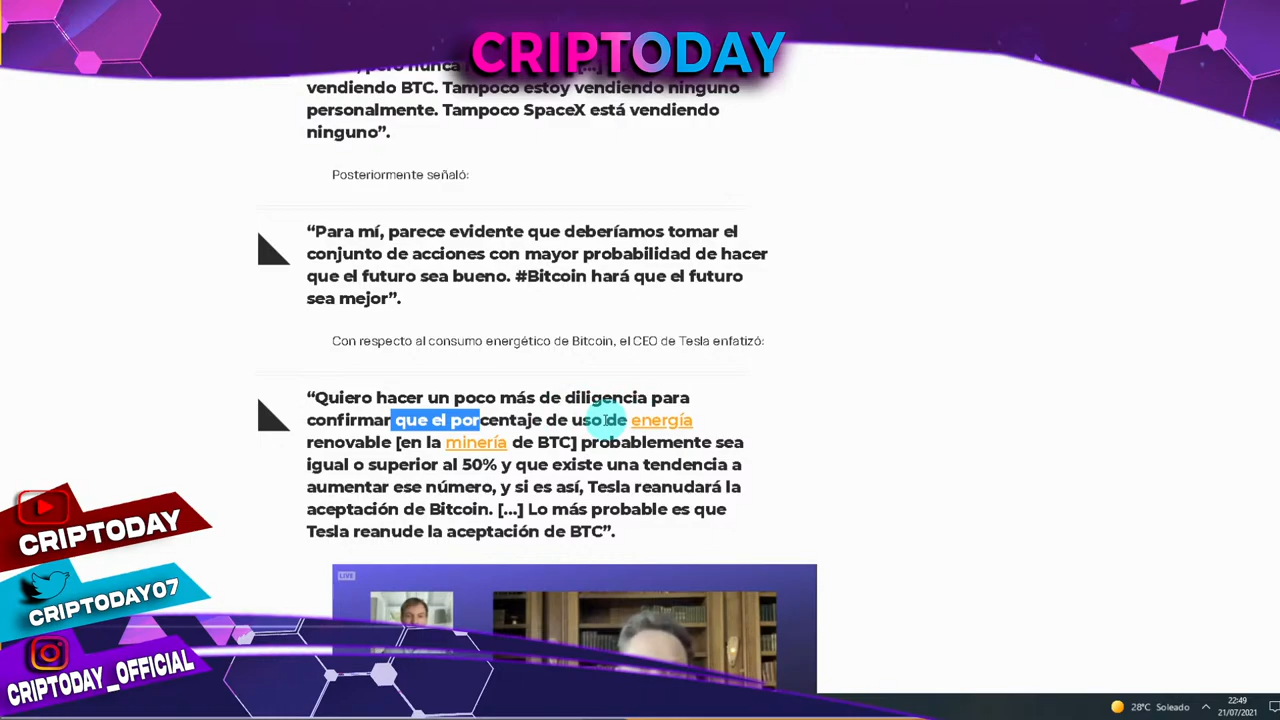 CRIPTODAY
vendiendo BTC. Tampoco estoy vendiendo ninguno
personalmente. Tampoco SpaceX está vendiendo
ninguno”.
Posteriormente señaló:
“Para mí, parece evidente que deberíamos tomar el
conjunto de acciones con mayor probabilidad de hacer
que el futuro sea bueno. #Bitcoin hará que el futuro
sea mejor”.
Con respecto al consumo energético de Bitcoin, el CEO de Tesla enfatizó:
“Quiero hacer un poco más de diligencia para
confirmar que el porcentaje de uso de energía
renovable [en la minería de BTC] probablemente sea
igual o superior al 50% y que existe una tendencia a
aumentar ese número, y si es así, Tesla reanudará la
aceptación de Bitcoin. [...] Lo más probable es que
Tesla reanude la aceptación de BTC”.
LIVE
CRIPTODAY
CRIPTODAY07
CRIPTODAY_OFFICIAL
28°C Soleado
22:49
21/07/2021